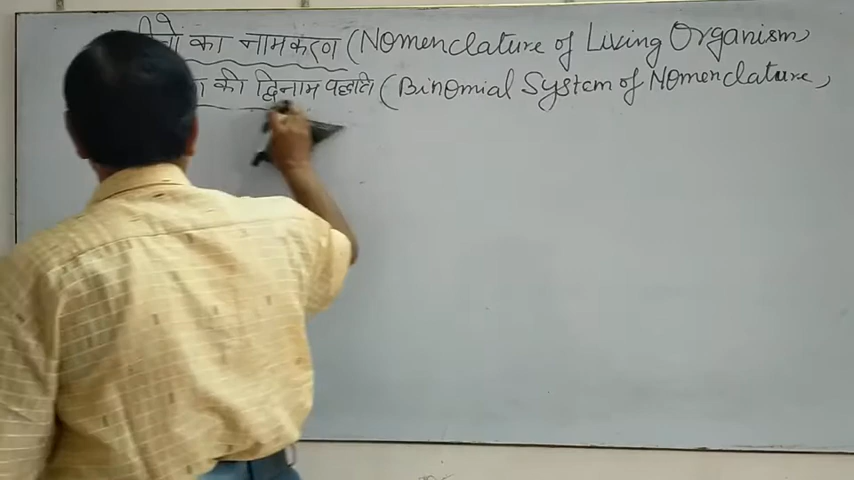 का नामकरण (Nomenclature of Living Organism,
की द्विनाम पद्धति (Binomial System of Nomenclature,